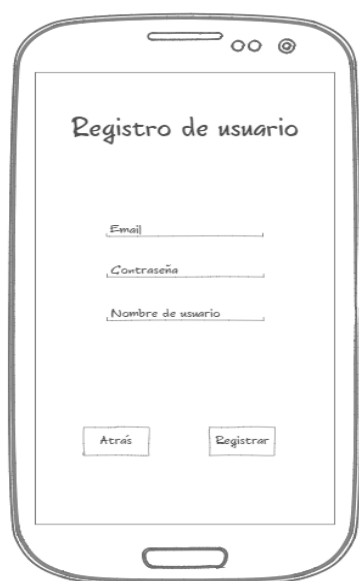 Registro de usuario
Email
Contraseña
Nombre de usuario
Atrás Registrar